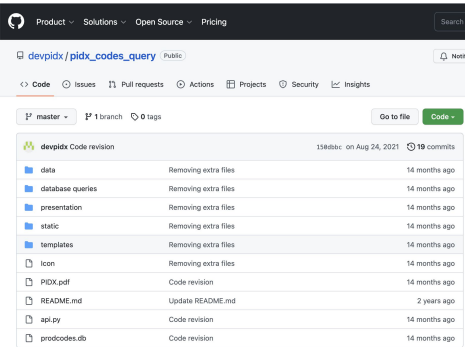 Product Solutions Open Source Pricing Search
devpidx / pidx_codes_query Public
Code Issues Pull requests Actions Projects Security Insights
master 1 branch 0 tags Go to file Code
devpidx Code revision 150dbbc on Aug 24, 2021 19 commits
data Removing extra files 14 months ago
database queries Removing extra files 14 months ago
presentation Removing extra files 14 months ago
static Removing extra files 14 months ago
templates Removing extra files 14 months ago
Icon Removing extra files 14 months ago
PIDX.pdf Code revision 14 months ago
README.md Update README.md 2 years ago
api.py Code revision 14 months ago
prodcodes.db Code revision 14 months ago